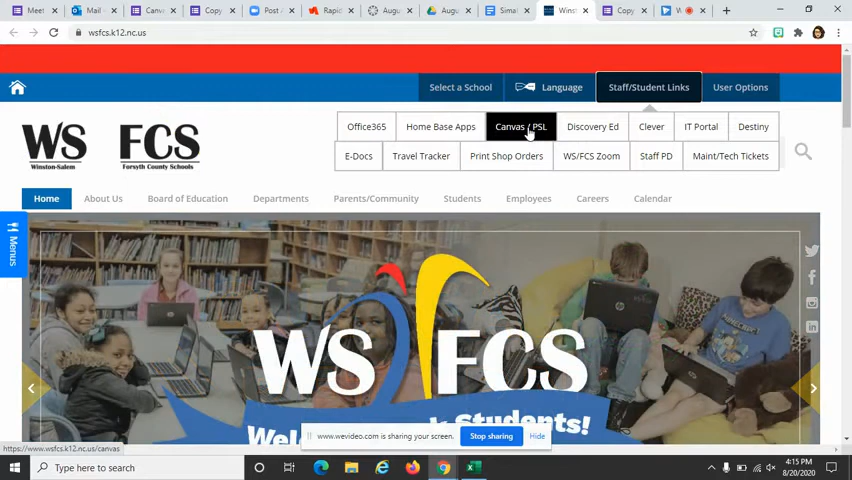 Meet
Mail -
Canv
Copy
Post /
Rapid
Augu
Augu
Simal
Winst
Copy
W
wsfcs.k12.nc.us
Select a School
Language
Staff/Student Links
User Options
Office365
Home Base Apps
Canvas / PSL
Discovery Ed
Clever
IT Portal
Destiny
E-Docs
Travel Tracker
Print Shop Orders
WS/FCS Zoom
Staff PD
Maint/Tech Tickets
WS FCS
Winston-Salem
Forsyth County Schools
Home
About Us
Board of Education
Departments
Parents/Community
Students
Employees
Careers
Calendar
Menus
WS FCS
MINECRAFT
hp
Students!
www.wevideo.com is sharing your screen.
Stop sharing
Hide
https://www.wsfcs.k12.nc.us/canvas
Type here to search
4:15 PM
8/20/2020